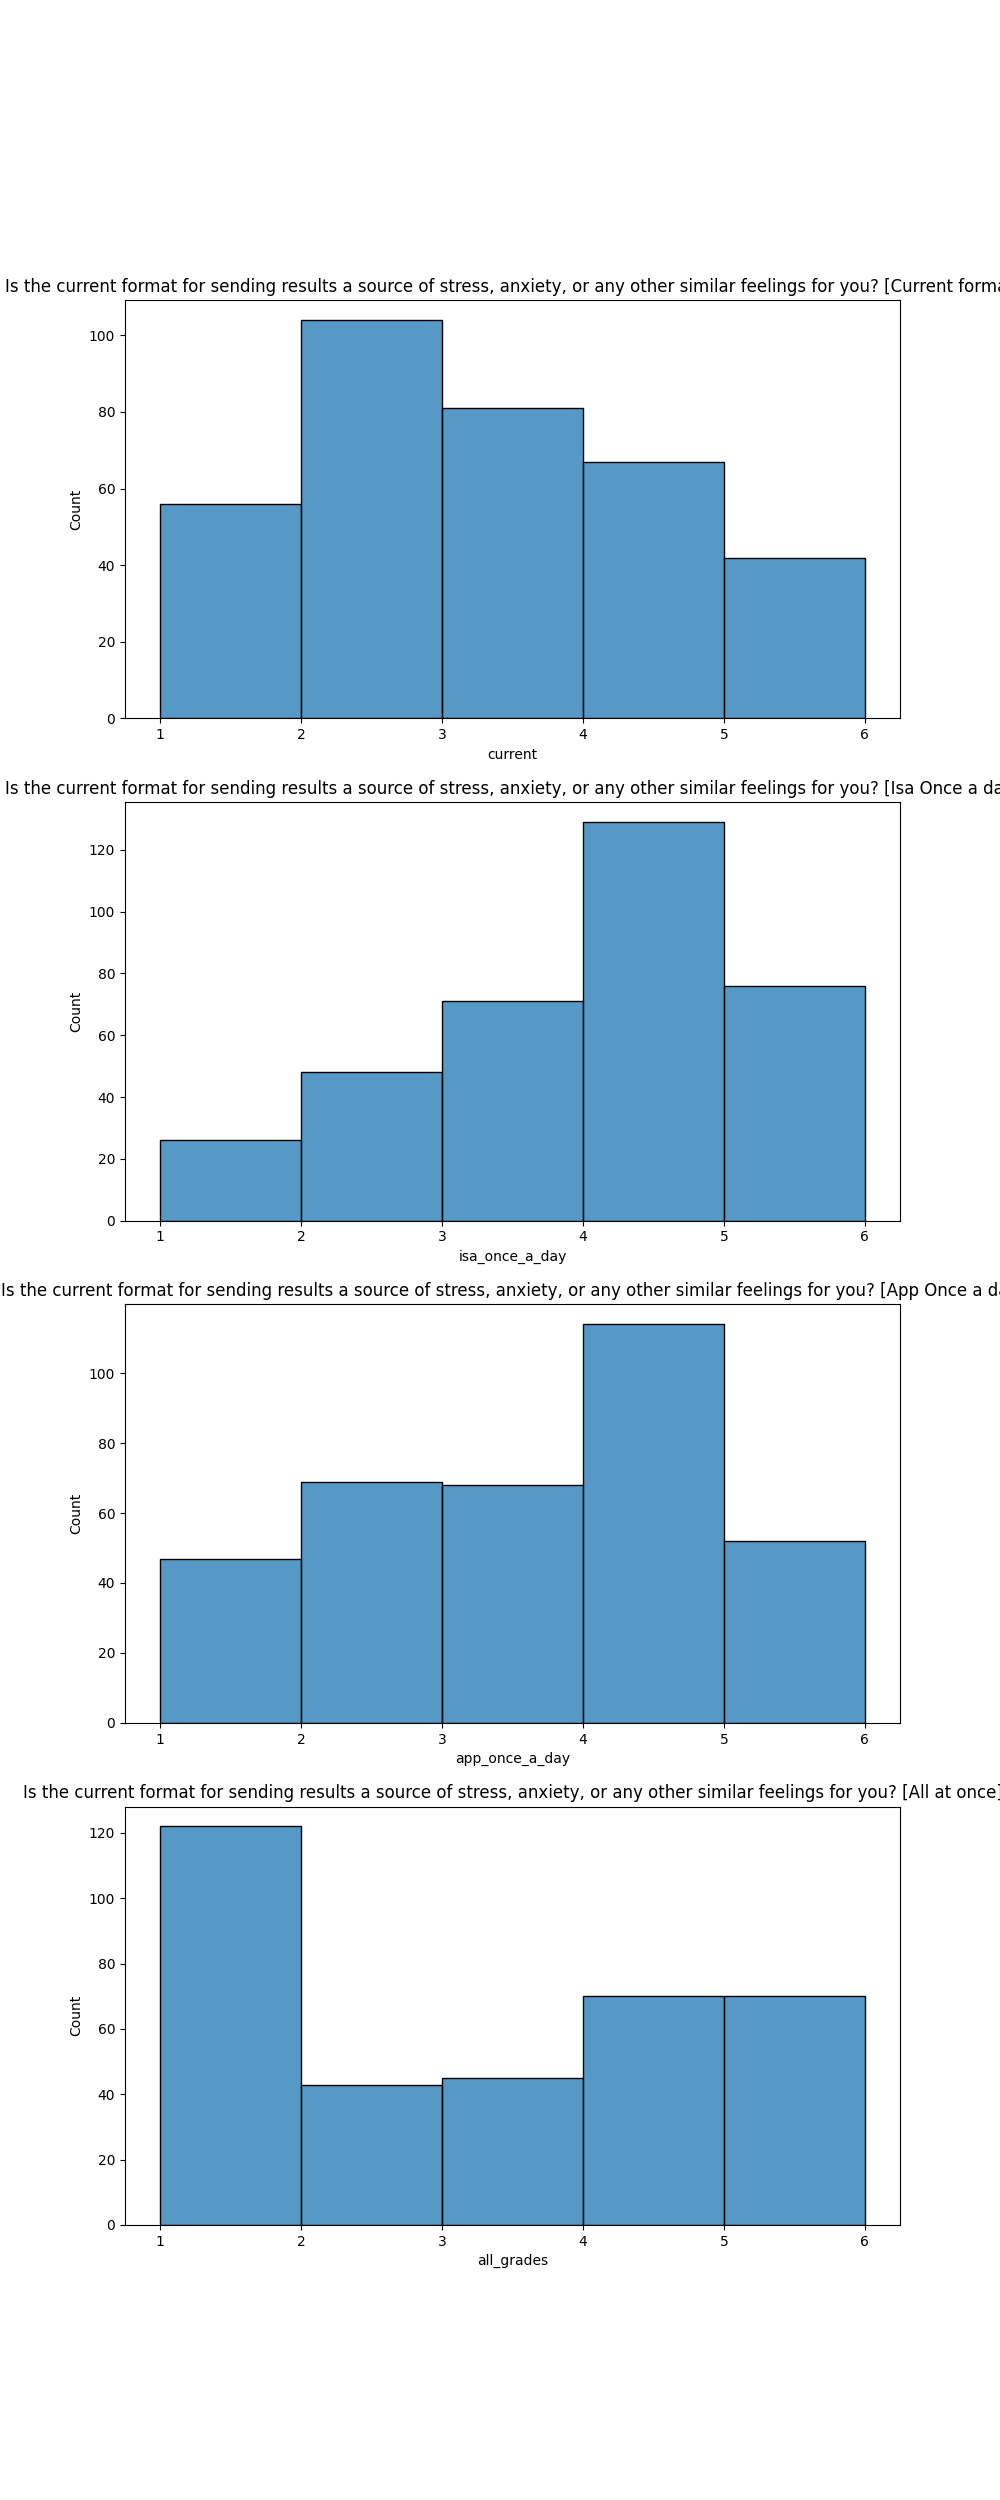 Is the current format for sending results a source of stress, anxiety, or any other similar feelings for you? [Current forma
100
80
60
40
20
0
Count
1 2 3 4 5 6
current
Is the current format for sending results a source of stress, anxiety, or any other similar feelings for you? [Isa Once a da
120
100
80
60
40
20
0
Count
1 2 3 4 5 6
isa_once_a_day
Is the current format for sending results a source of stress, anxiety, or any other similar feelings for you? [App Once a da
100
80
60
40
20
0
Count
1 2 3 4 5 6
app_once_a_day
Is the current format for sending results a source of stress, anxiety, or any other similar feelings for you? [All at once]
120
100
80
60
40
20
0
Count
1 2 3 4 5 6
all_grades